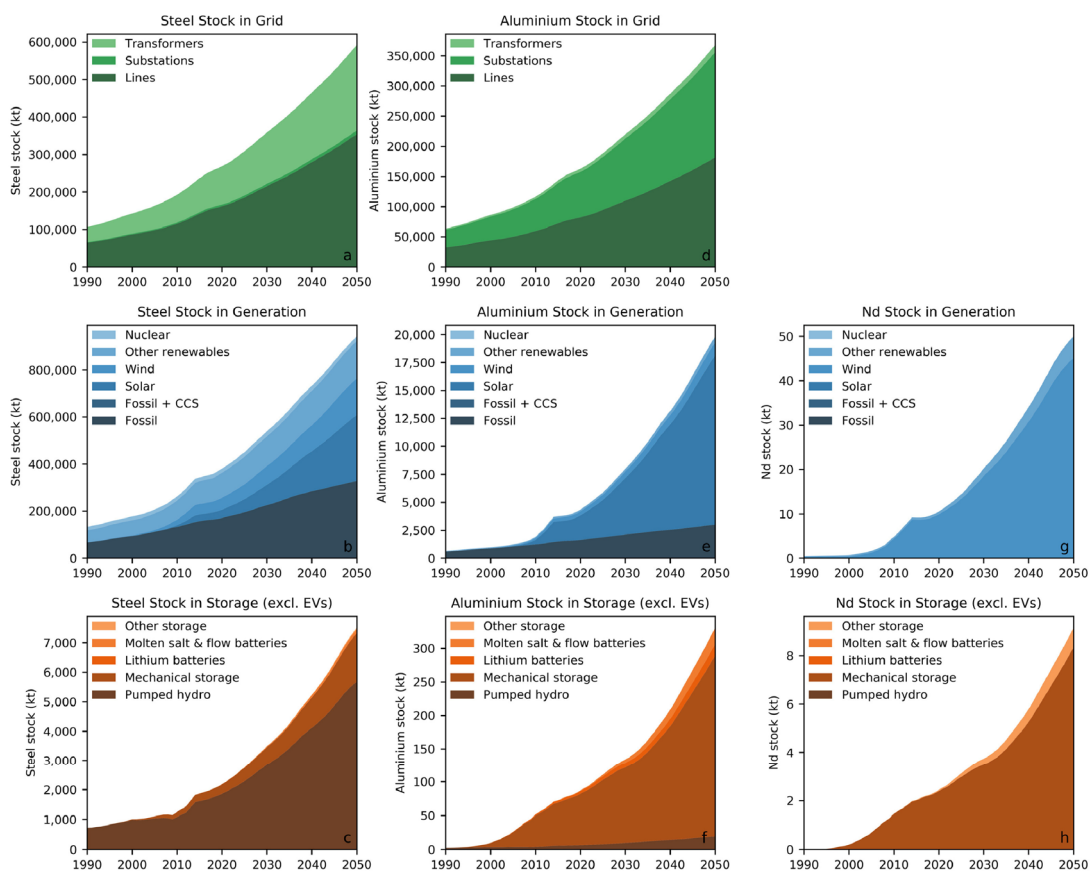 Steel Stock in Grid
Steel stock (kt)
600,000
500,000
400,000
300,000
200,000
100,000
0
Transformers
Substations
Lines
a
1990 2000 2010 2020 2030 2040 2050
Aluminium Stock in Grid
Aluminium stock (kt)
350,000
300,000
250,000
200,000
150,000
100,000
50,000
0
Transformers
Substations
Lines
d
1990 2000 2010 2020 2030 2040 2050
Steel Stock in Generation
Steel stock (kt)
800,000
600,000
400,000
200,000
0
Nuclear
Other renewables
Wind
Solar
Fossil + CCS
Fossil
b
1990 2000 2010 2020 2030 2040 2050
Aluminium Stock in Generation
Aluminium stock (kt)
20,000
17,500
15,000
12,500
10,000
7,500
5,000
2,500
0
Nuclear
Other renewables
Wind
Solar
Fossil + CCS
Fossil
e
1990 2000 2010 2020 2030 2040 2050
Nd Stock in Generation
Nd stock (kt)
50
40
30
20
10
0
Nuclear
Other renewables
Wind
Solar
Fossil + CCS
Fossil
g
1990 2000 2010 2020 2030 2040 2050
Steel Stock in Storage (excl. EVs)
Steel stock (kt)
7,000
6,000
5,000
4,000
3,000
2,000
1,000
0
Other storage
Molten salt & flow batteries
Lithium batteries
Mechanical storage
Pumped hydro
c
1990 2000 2010 2020 2030 2040 2050
Aluminium Stock in Storage (excl. EVs)
Aluminium stock (kt)
300
250
200
150
100
50
0
Other storage
Molten salt & flow batteries
Lithium batteries
Mechanical storage
Pumped hydro
f
1990 2000 2010 2020 2030 2040 2050
Nd Stock in Storage (excl. EVs)
Nd stock (kt)
8
6
4
2
0
Other storage
Molten salt & flow batteries
Lithium batteries
Mechanical storage
Pumped hydro
h
1990 2000 2010 2020 2030 2040 2050